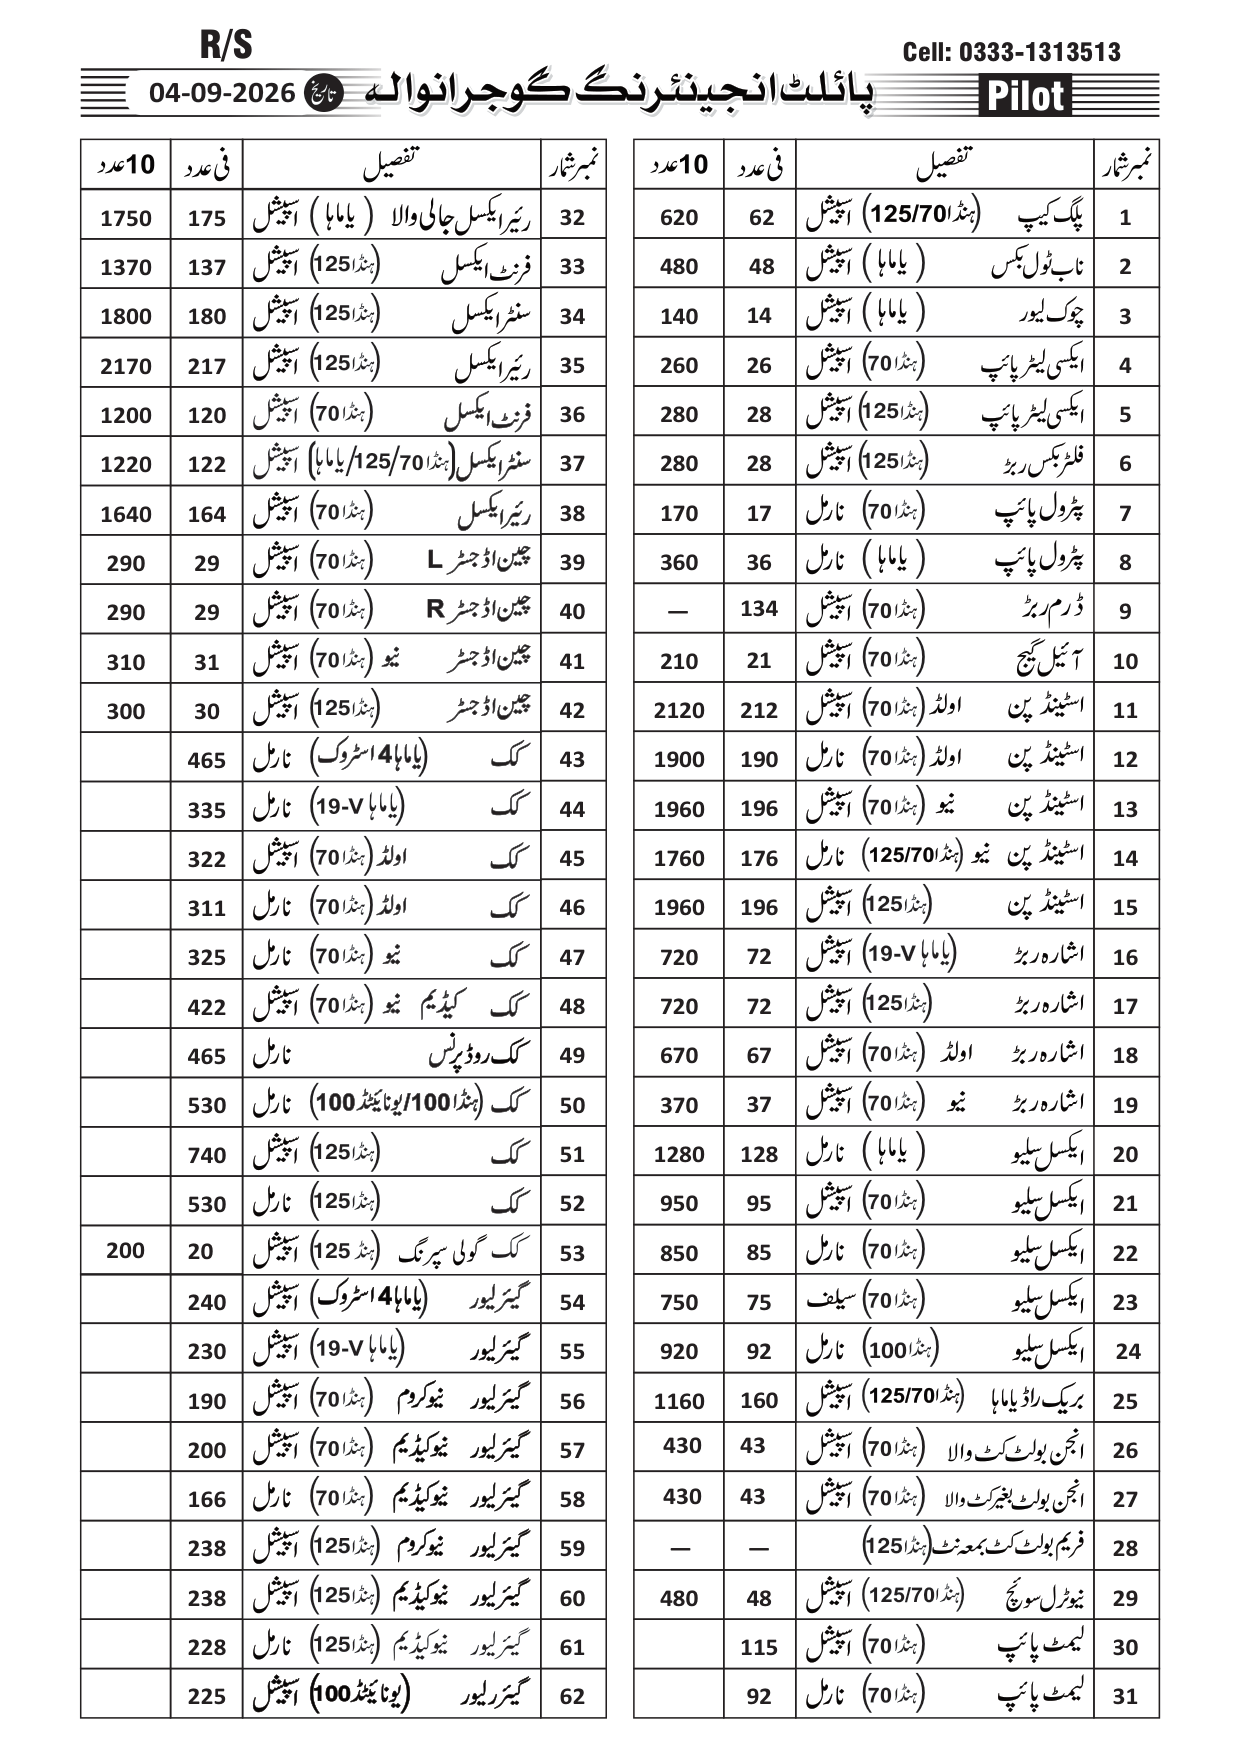 R/S
Cell: 0333-1313513
پائلٹ انجینئرنگ گوجرانوالہ
Pilot
تاریخ 04-09-2026
نمبر شمار تفصیل فی عدد 10 عدد
1 پلگ کیپ (ہنڈا 125/70) اسپیشل 62 620
2 ناب ٹول بکس (یاماہا) اسپیشل 48 480
3 چوک لیور (یاماہا) اسپیشل 14 140
4 ایکسی لیٹر پائپ (ہنڈا 70) اسپیشل 26 260
5 ایکسی لیٹر پائپ (ہنڈا 125) اسپیشل 28 280
6 فلٹر بکس ربڑ (ہنڈا 125) اسپیشل 28 280
7 پٹرول پائپ (ہنڈا 70) نارمل 17 170
8 پٹرول پائپ (یاماہا) نارمل 36 360
9 ڈرم ربڑ (ہنڈا 70) اسپیشل 134 —
10 آئیل گیج (ہنڈا 70) اسپیشل 21 210
11 اسٹینڈ پن اولڈ (ہنڈا 70) اسپیشل 212 2120
12 اسٹینڈ پن اولڈ (ہنڈا 70) نارمل 190 1900
13 اسٹینڈ پن نیو (ہنڈا 70) اسپیشل 196 1960
14 اسٹینڈ پن نیو (ہنڈا 125/70) نارمل 176 1760
15 اسٹینڈ پن (ہنڈا 125) اسپیشل 196 1960
16 اشارہ ربڑ (یاماہا 19-V) اسپیشل 72 720
17 اشارہ ربڑ (ہنڈا 125) اسپیشل 72 720
18 اشارہ ربڑ اولڈ (ہنڈا 70) اسپیشل 67 670
19 اشارہ ربڑ نیو (ہنڈا 70) اسپیشل 37 370
20 ایکسل سلیو (یاماہا) نارمل 128 1280
21 ایکسل سلیو (ہنڈا 70) اسپیشل 95 950
22 ایکسل سلیو (ہنڈا 70) نارمل 85 850
23 ایکسل سلیو (ہنڈا 70) سیلف 75 750
24 ایکسل سلیو (ہنڈا 100) نارمل 92 920
25 بریک راڈ یاماہا (ہنڈا 125/70) اسپیشل 160 1160
26 انجن بولٹ کٹ والا (ہنڈا 70) اسپیشل 43 430
27 انجن بولٹ بغیر کٹ والا (ہنڈا 70) اسپیشل 43 430
28 فریم بولٹ کٹ بمعہ نٹ (ہنڈا 125) — —
29 نیوٹرل سوئچ (ہنڈا 125/70) اسپیشل 48 480
30 لیمٹ پائپ (ہنڈا 70) اسپیشل 115
31 لیمٹ پائپ (ہنڈا 70) نارمل 92
نمبر شمار تفصیل فی عدد 10 عدد
32 رئیر ایکسل جالی والا (یاماہا) اسپیشل 175 1750
33 فرنٹ ایکسل (ہنڈا 125) اسپیشل 137 1370
34 سنٹر ایکسل (ہنڈا 125) اسپیشل 180 1800
35 رئیر ایکسل (ہنڈا 125) اسپیشل 217 2170
36 فرنٹ ایکسل (ہنڈا 70) اسپیشل 120 1200
37 سنٹر ایکسل (ہنڈا 70/125/یاماہا) اسپیشل 122 1220
38 رئیر ایکسل (ہنڈا 70) اسپیشل 164 1640
39 چین اڈجسٹر L (ہنڈا 70) اسپیشل 29 290
40 چین اڈجسٹر R (ہنڈا 70) اسپیشل 29 290
41 چین اڈجسٹر نیو (ہنڈا 70) اسپیشل 31 310
42 چین اڈجسٹر (ہنڈا 125) اسپیشل 30 300
43 کک (یاماہا 4 اسٹروک) نارمل 465
44 کک (یاماہا 19-V) نارمل 335
45 کک اولڈ (ہنڈا 70) اسپیشل 322
46 کک اولڈ (ہنڈا 70) نارمل 311
47 کک نیو (ہنڈا 70) نارمل 325
48 کک کیڈیم نیو (ہنڈا 70) اسپیشل 422
49 کک روڈ پرنس نارمل 465
50 کک (ہنڈا 100/یونائیٹڈ 100) نارمل 530
51 کک (ہنڈا 125) اسپیشل 740
52 کک (ہنڈا 125) نارمل 530
53 کک گولی سپرنگ (ہنڈ 125) اسپیشل 20 200
54 گیئر لیور (یاماہا 4 اسٹروک) اسپیشل 240
55 گیئر لیور (یاماہا 19-V) اسپیشل 230
56 گیئر لیور نیو کروم (ہنڈا 70) اسپیشل 190
57 گیئر لیور نیو کیڈیم (ہنڈا 70) اسپیشل 200
58 گیئر لیور نیو کیڈیم (ہنڈا 70) نارمل 166
59 گیئر لیور نیو کروم (ہنڈا 125) اسپیشل 238
60 گیئر لیور نیو کیڈیم (ہنڈا 125) اسپیشل 238
61 گیئر لیور نیو کیڈیم (ہنڈا 125) نارمل 228
62 گیئرر لیور (یونائیٹڈ 100) اسپیشل 225